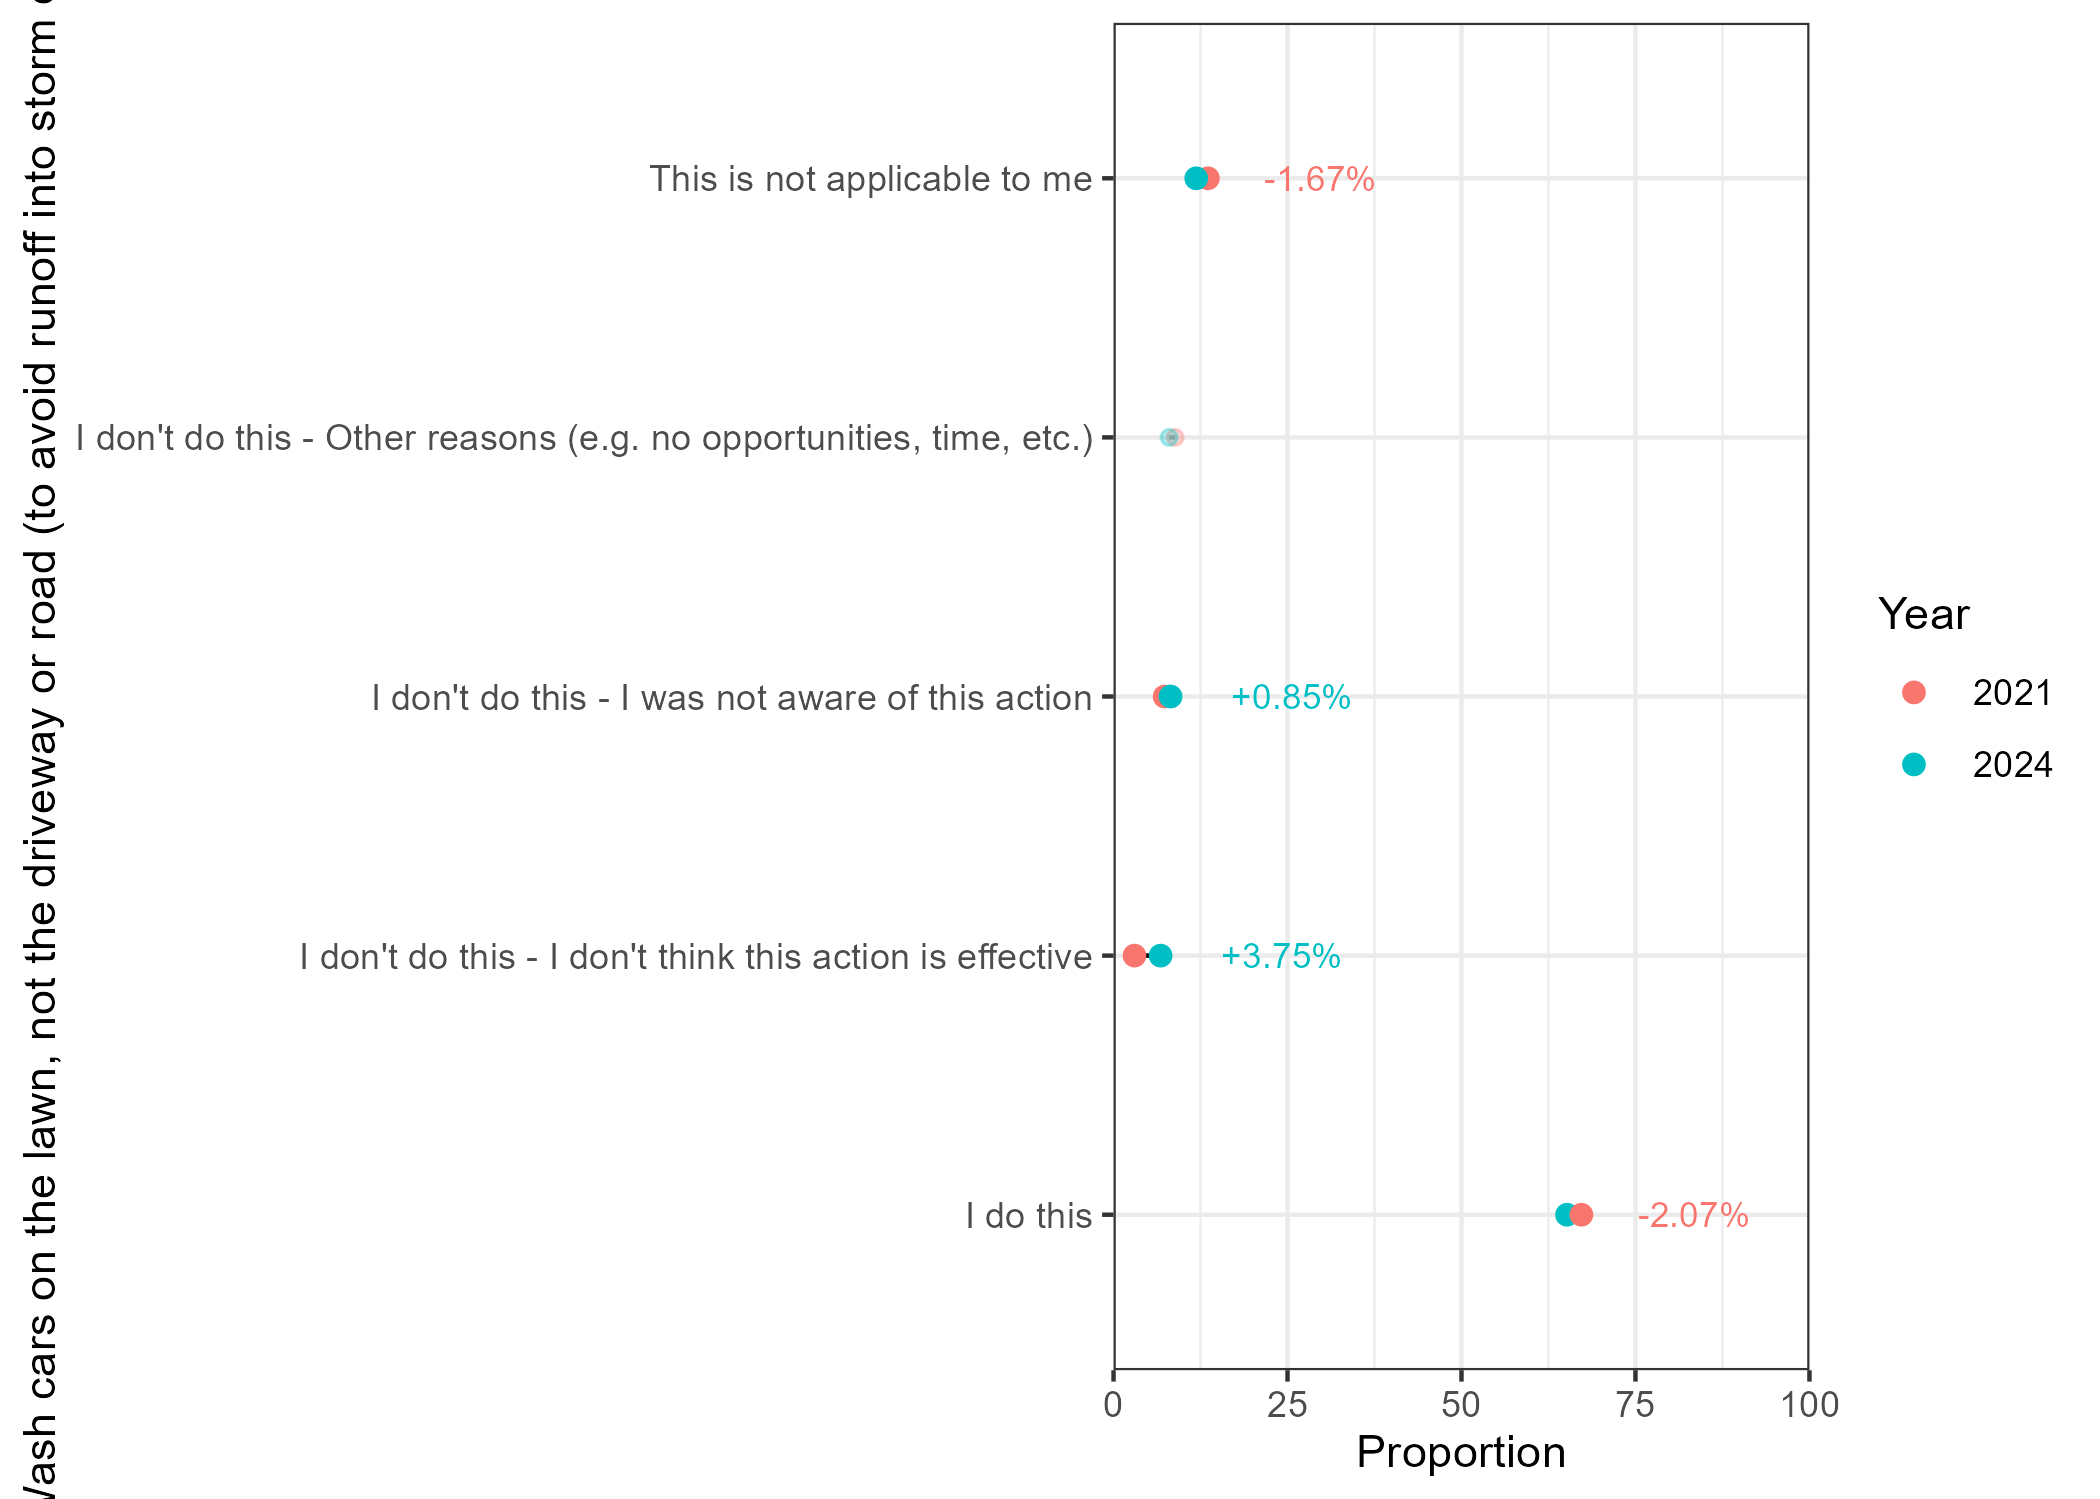 ash cars on the lawn, not the driveway or road (to avoid runoff into storm
This is not applicable to me
-1.67%
I don't do this - Other reasons (e.g. no opportunities, time, etc.)
I don't do this - I was not aware of this action
+0.85%
I don't do this - I don't think this action is effective
+3.75%
I do this
-2.07%
0 25 50 75 100
Proportion
Year
2021
2024